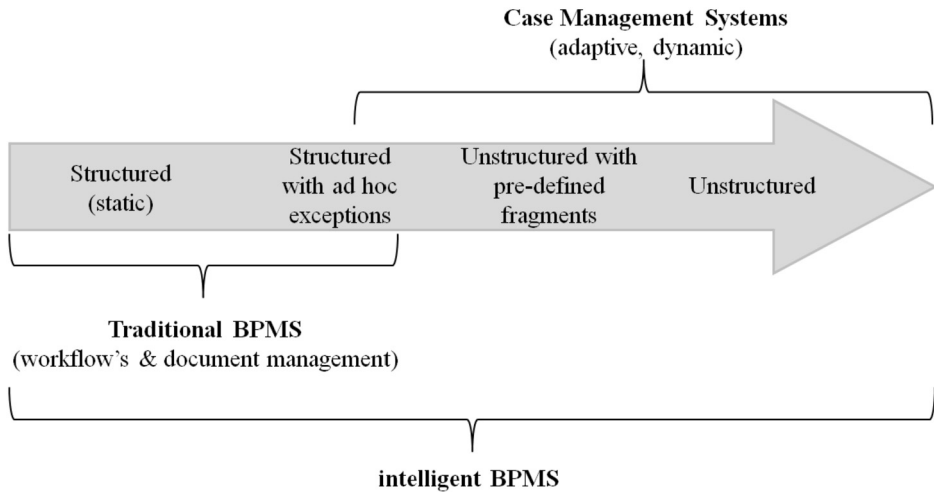 Case Management Systems
(adaptive, dynamic)
Structured
(static)
Structured
with ad hoc
exceptions
Unstructured with
pre-defined
fragments
Unstructured
Traditional BPMS
(workflow's & document management)
intelligent BPMS